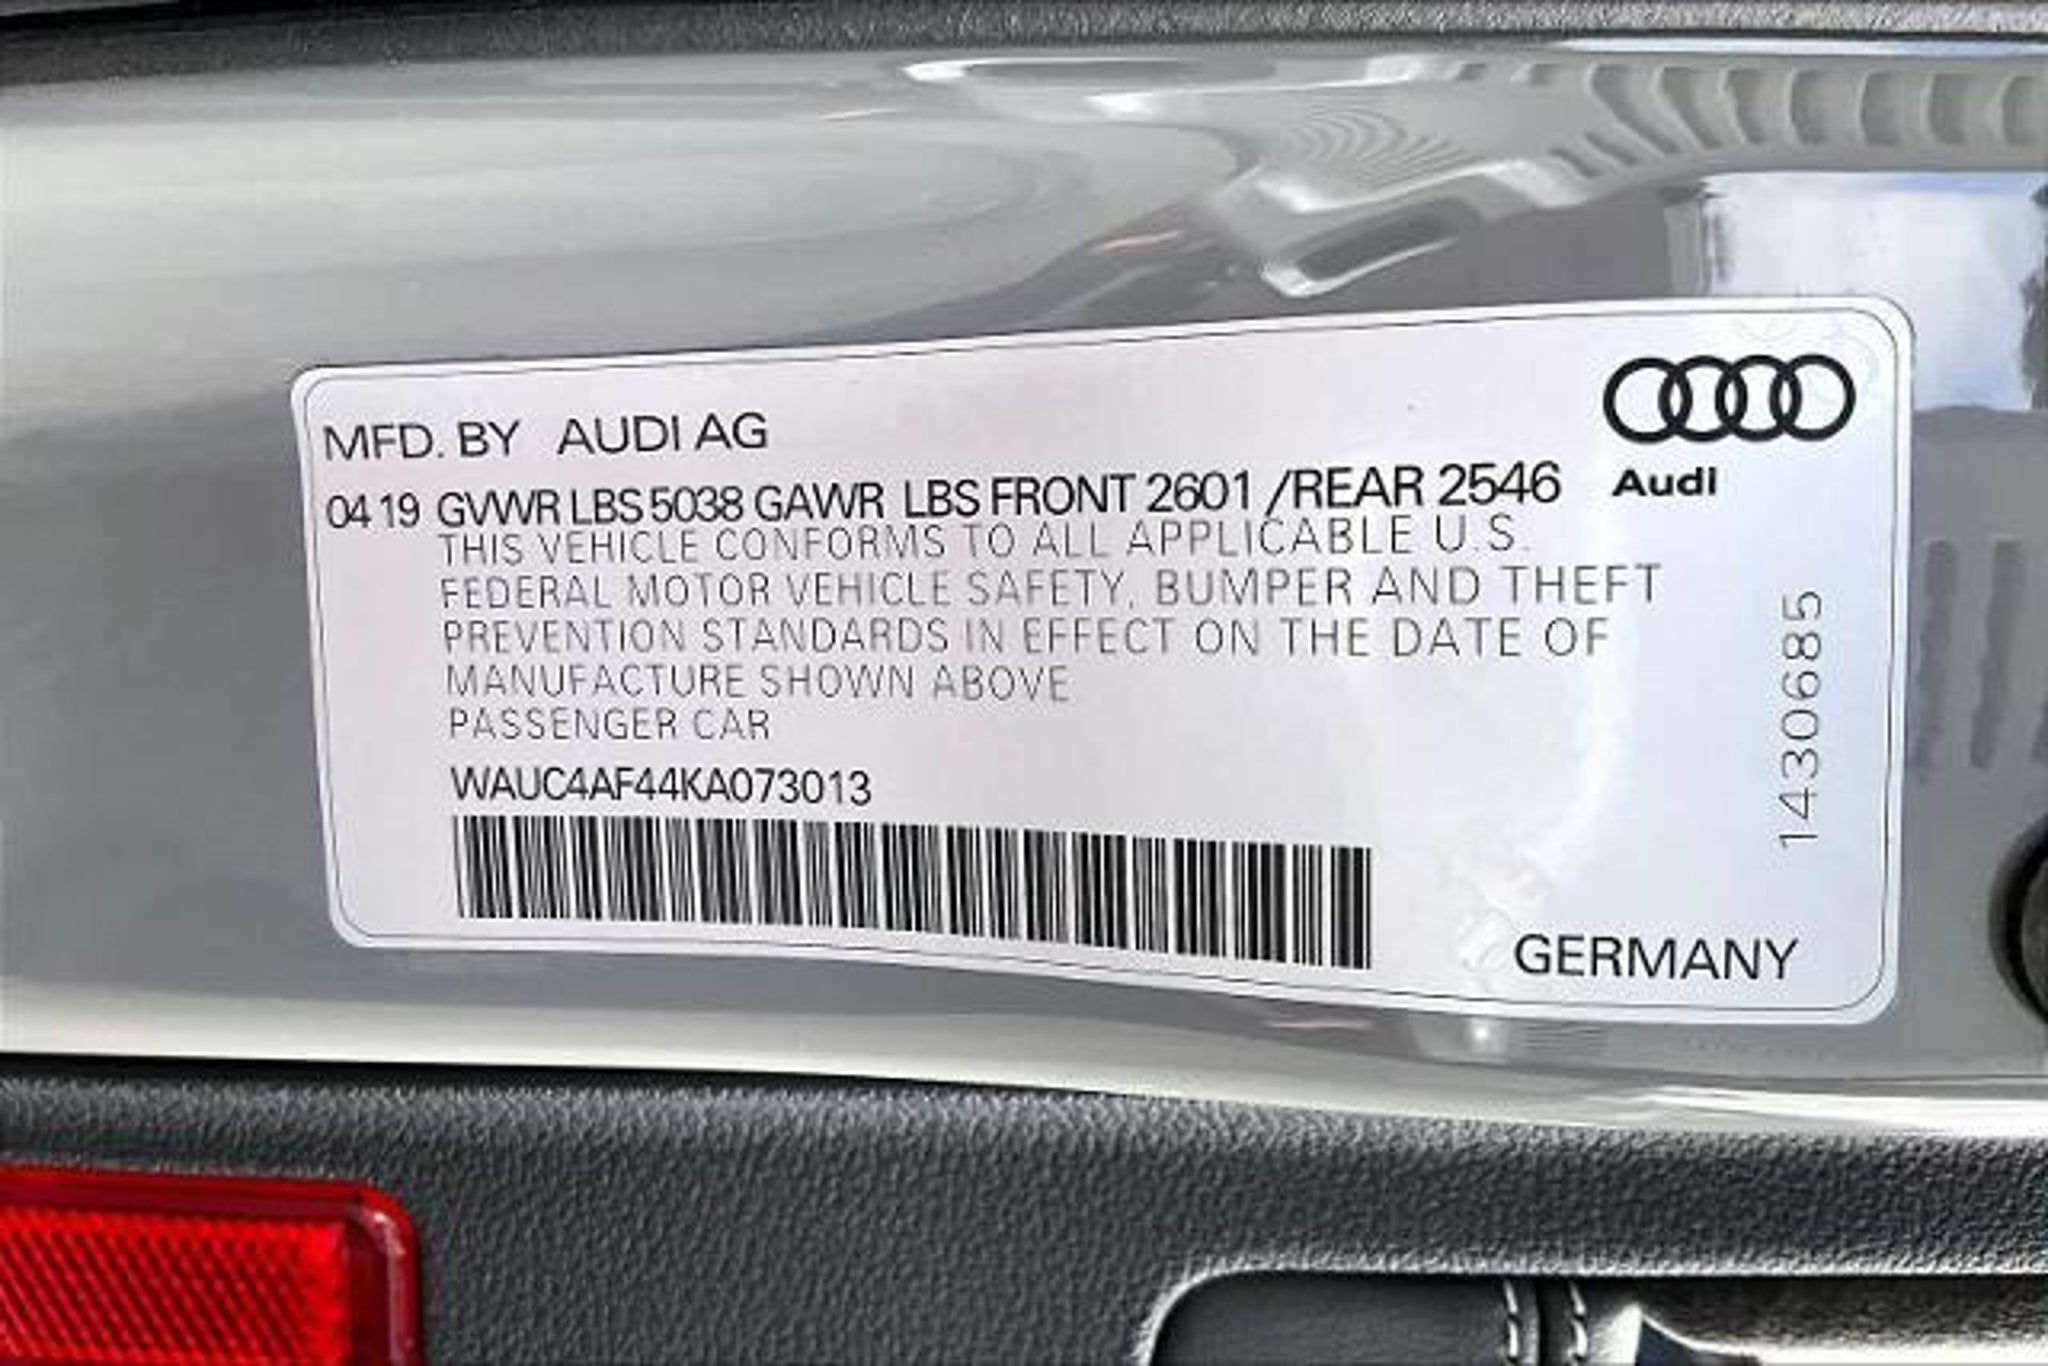 MFD. BY AUDI AG
04 19 GVWR LBS 5038 GAWR LBS FRONT 2601 /REAR 2546
Audi
THIS VEHICLE CONFORMS TO ALL APPLICABLE U.S.
FEDERAL MOTOR VEHICLE SAFETY, BUMPER AND THEFT
PREVENTION STANDARDS IN EFFECT ON THE DATE OF
MANUFACTURE SHOWN ABOVE
PASSENGER CAR
WAUC4AF44KA073013
1430685
GERMANY